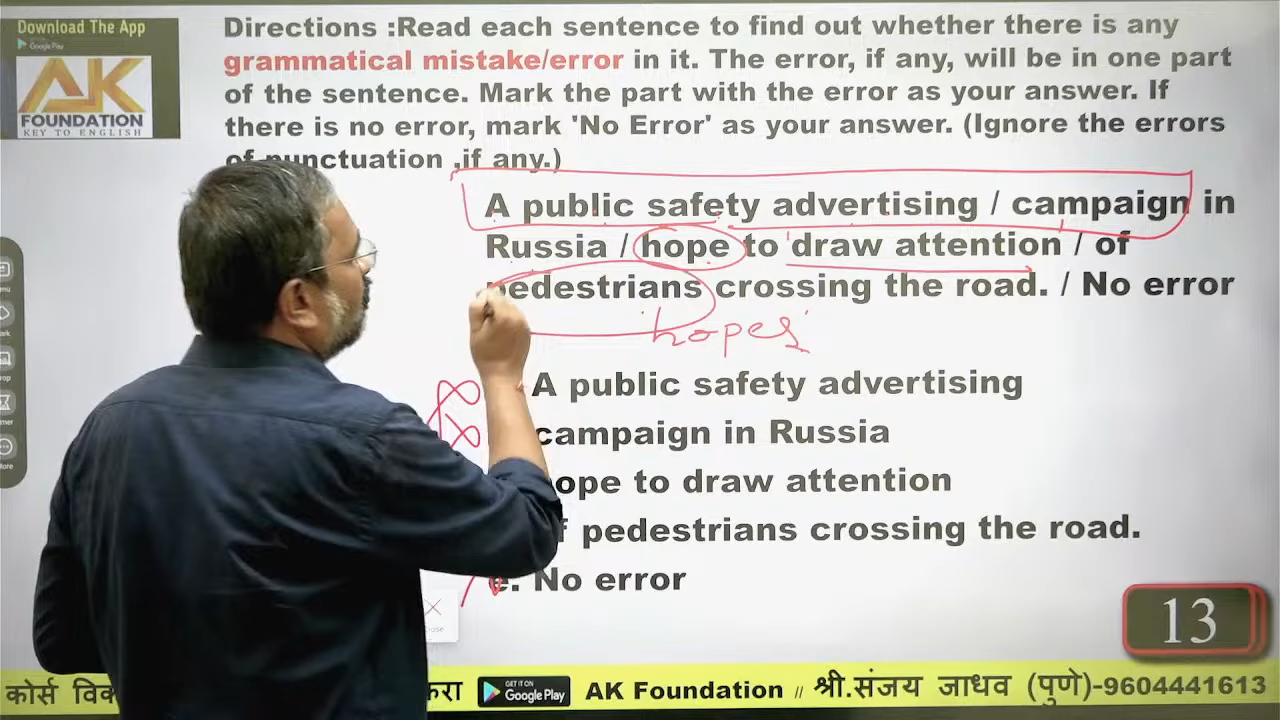 Download The App
Google Play
AK
FOUNDATION
KEY TO ENGLISH
Directions :Read each sentence to find out whether there is any
grammatical mistake/error in it. The error, if any, will be in one part
of the sentence. Mark the part with the error as your answer. If
there is no error, mark 'No Error' as your answer. (Ignore the errors
of punctuation ,if any.)
A public safety advertising / campaign in
Russia / hope to draw attention / of
pedestrians crossing the road. / No error
hopes
A public safety advertising
campaign in Russia
ope to draw attention
f pedestrians crossing the road.
e. No error
13
कोर्स
GET IT ON
Google Play
AK Foundation // श्री.संजय जाधव (पुणे)-9604441613